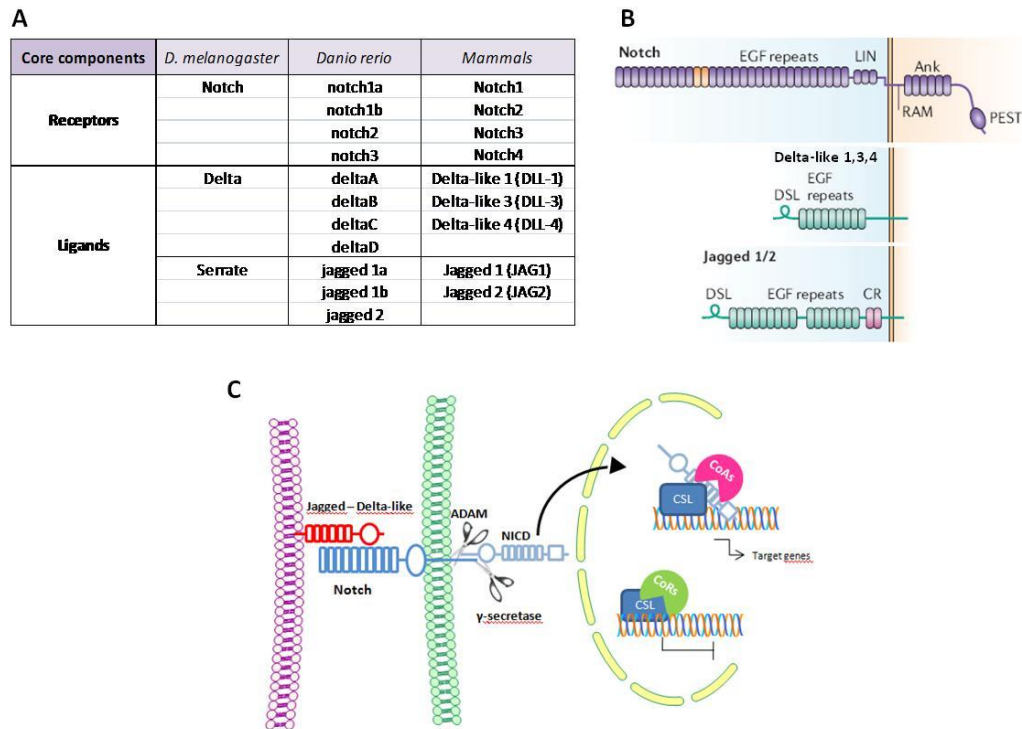 A
Core components D. melanogaster Danio rerio Mammals
Receptors
Notch notch1a Notch1
notch1b Notch2
notch2 Notch3
notch3 Notch4
Ligands
Delta deltaA Delta-like 1 (DLL-1)
deltaB Delta-like 3 (DLL-3)
deltaC Delta-like 4 (DLL-4)
deltaD
Serrate jagged 1a Jagged 1 (JAG1)
jagged 1b Jagged 2 (JAG2)
jagged 2
B
Notch EGF repeats LIN
Ank
RAM
PEST
Delta-like 1,3,4
EGF
DSL repeats
Jagged 1/2
DSL EGF repeats CR
C
Jagged – Delta-like
Notch
ADAM
NICD
γ-secretase
CoAs
CSL
Target genes
CoRs
CSL